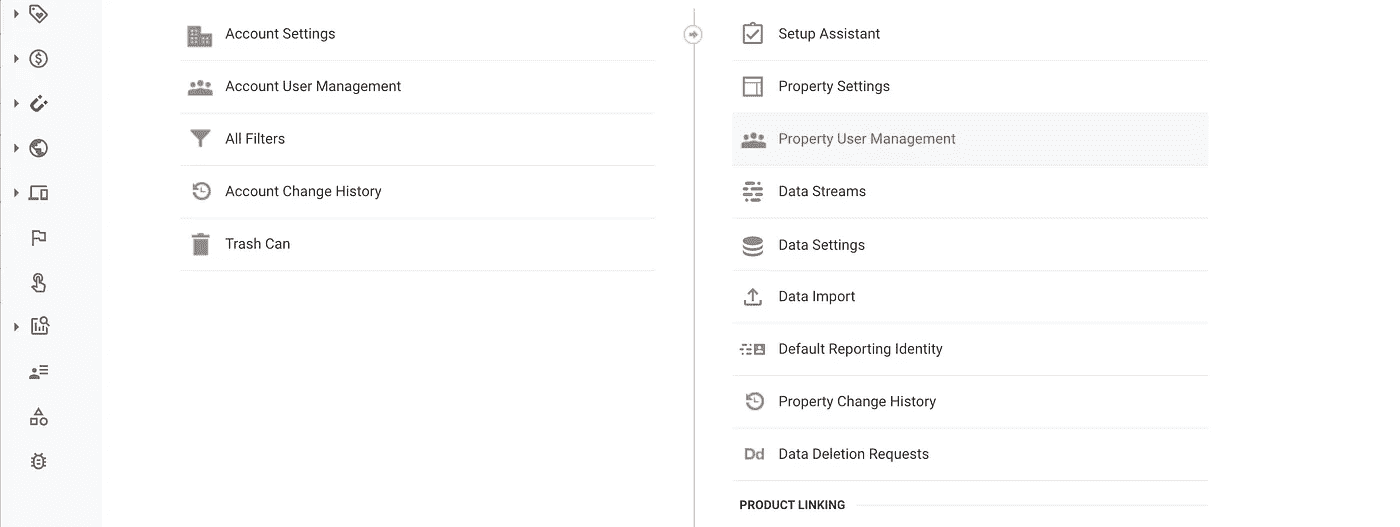 Account Settings
Account User Management
All Filters
Account Change History
Trash Can
Setup Assistant
Property Settings
Property User Management
Data Streams
Data Settings
Data Import
Default Reporting Identity
Property Change History
Dd Data Deletion Requests
PRODUCT LINKING